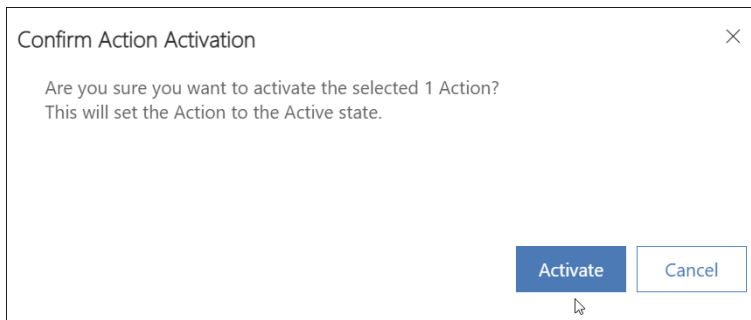 Confirm Action Activation
Are you sure you want to activate the selected 1 Action?
This will set the Action to the Active state.
Activate
Cancel